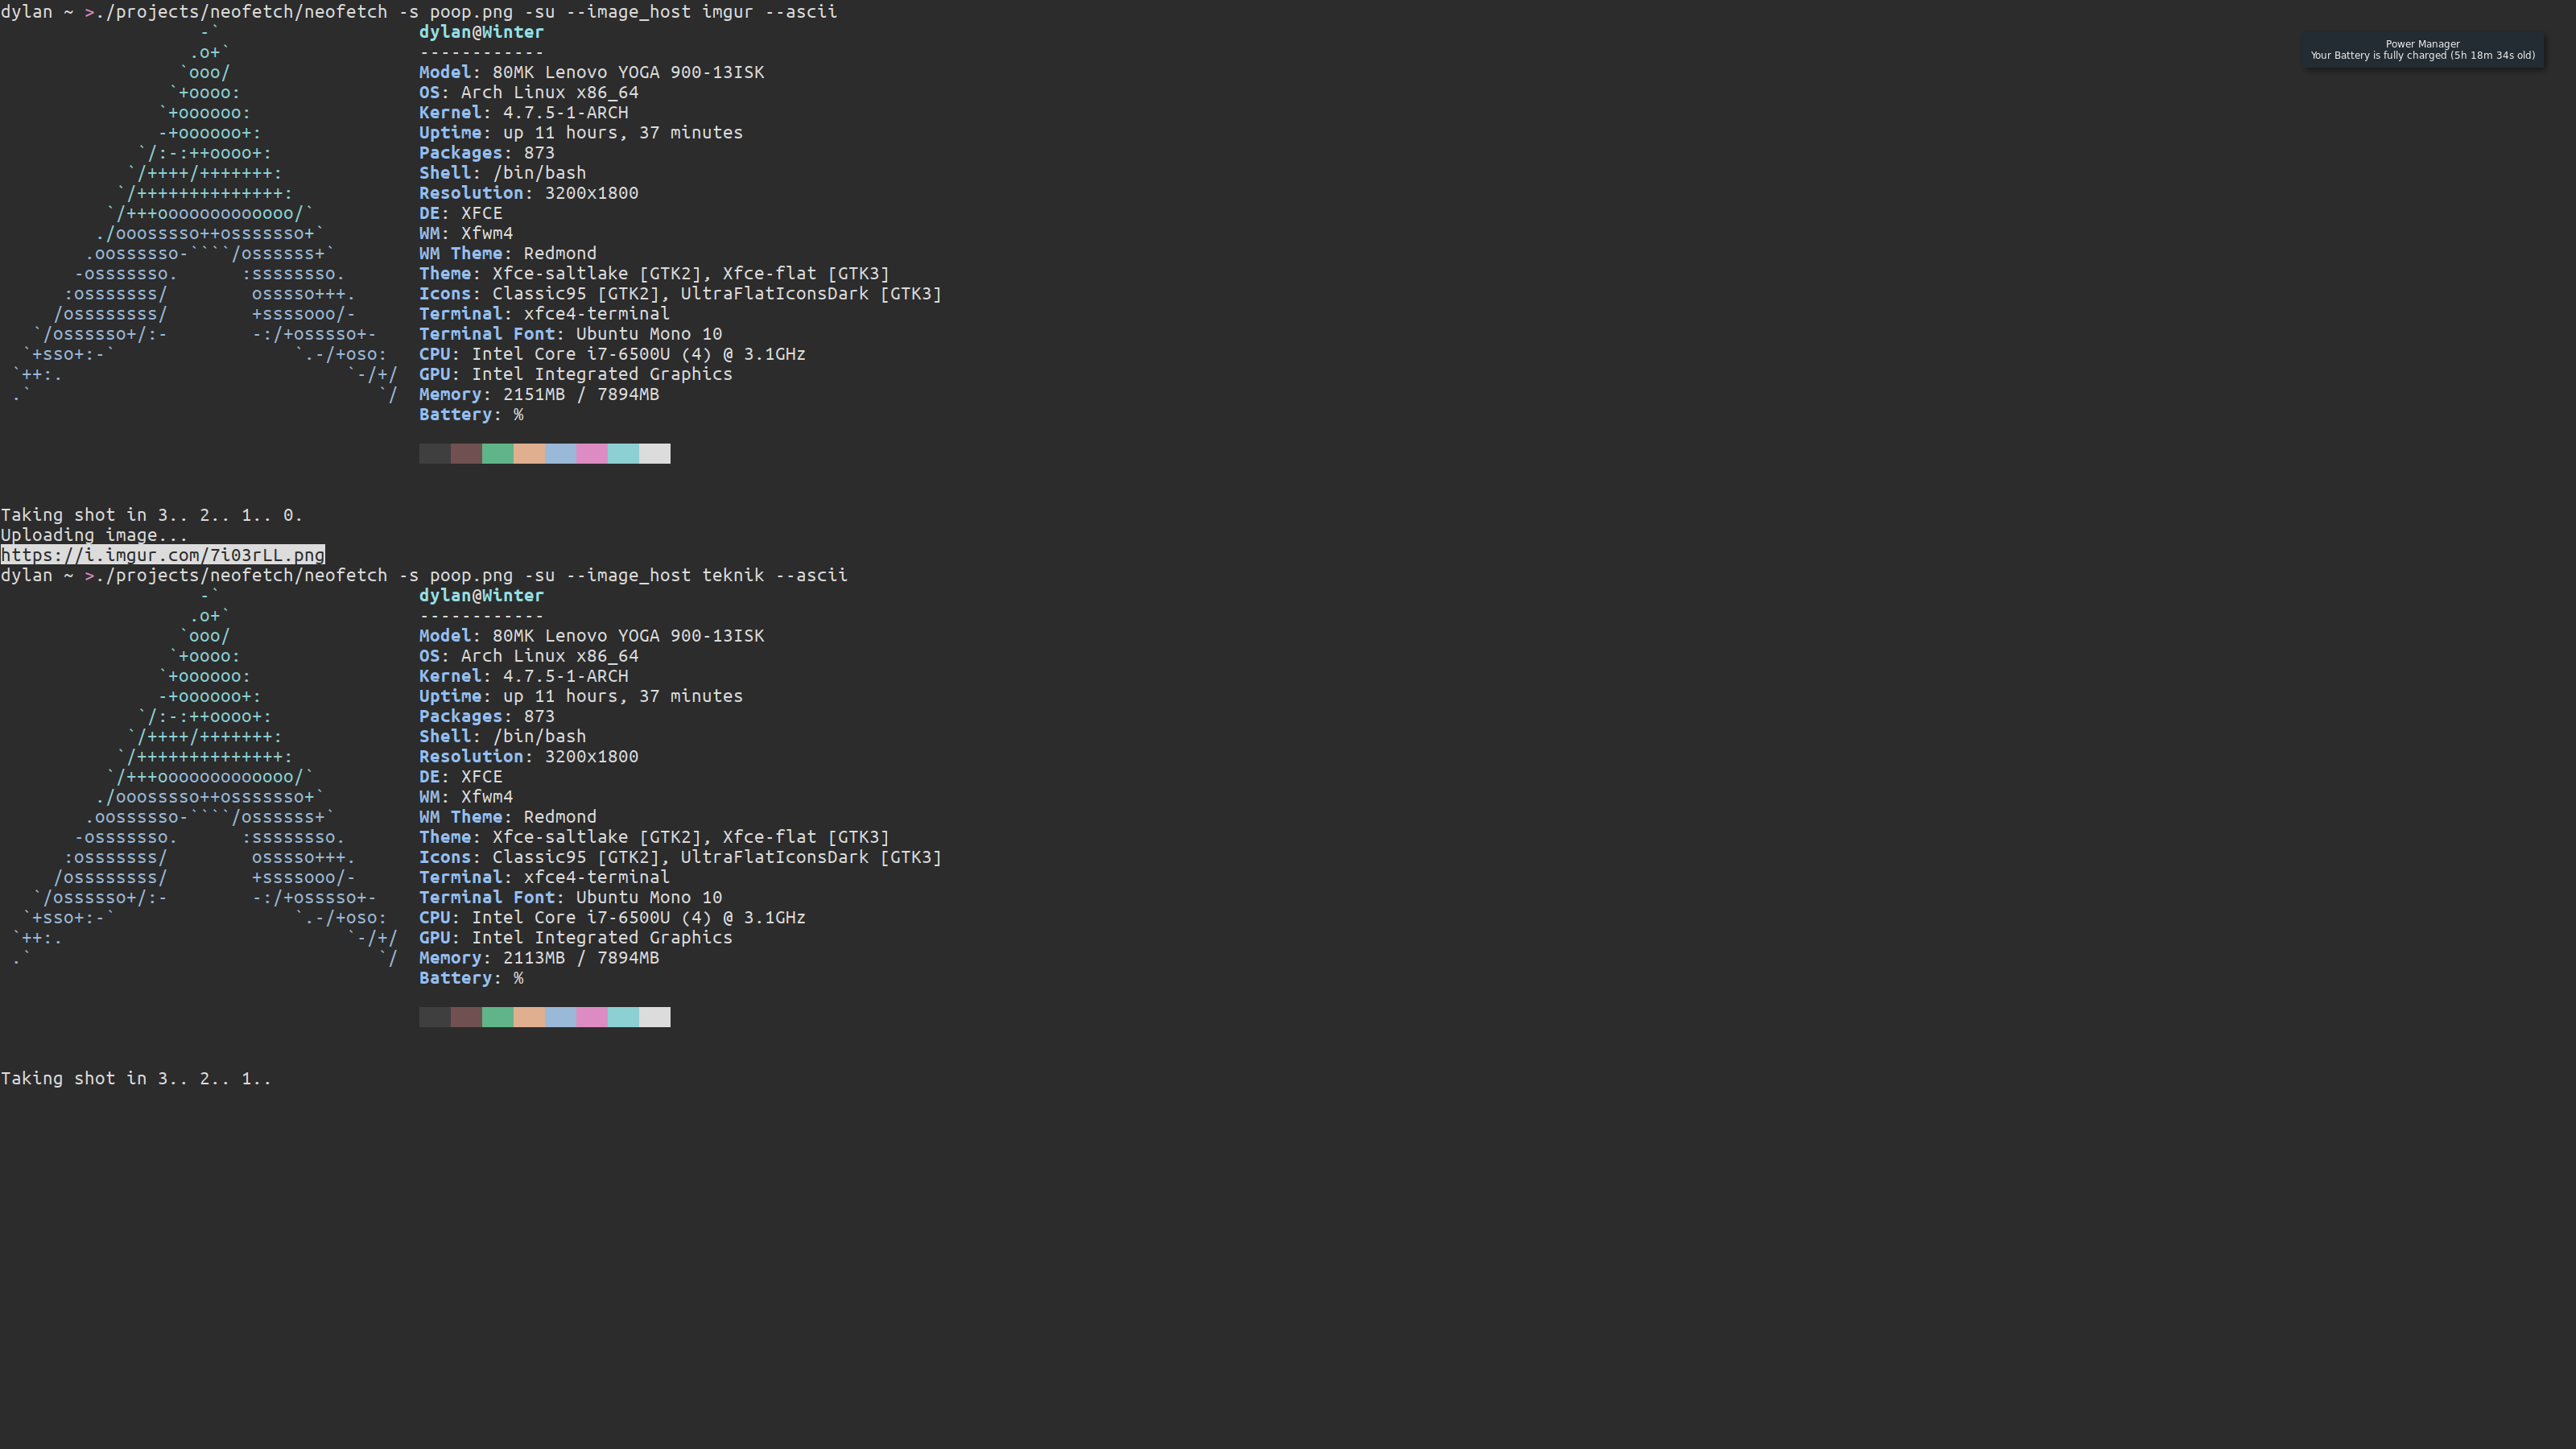 dylan ~ >./projects/neofetch/neofetch -s poop.png -su --image_host imgur --ascii
                   -`                   dylan@Winter
                  .o+`                  ------------
                 `ooo/                  Model: 80MK Lenovo YOGA 900-13ISK
                `+oooo:                 OS: Arch Linux x86_64
               `+oooooo:                Kernel: 4.7.5-1-ARCH
               -+oooooo+:               Uptime: up 11 hours, 37 minutes
             `/:-:++oooo+:              Packages: 873
            `/++++/+++++++:             Shell: /bin/bash
           `/++++++++++++++:            Resolution: 3200x1800
          `/+++ooooooooooooo/`          DE: XFCE
         ./ooosssso++osssssso+`         WM: Xfwm4
        .oossssso-````/ossssss+`        WM Theme: Redmond
       -osssssso.      :ssssssso.       Theme: Xfce-saltlake [GTK2], Xfce-flat [GTK3]
      :osssssss/        osssso+++.      Icons: Classic95 [GTK2], UltraFlatIconsDark [GTK3]
     /ossssssss/        +ssssooo/-      Terminal: xfce4-terminal
   `/ossssso+/:-        -:/+osssso+-    Terminal Font: Ubuntu Mono 10
  `+sso+:-`                 `.-/+oso:   CPU: Intel Core i7-6500U (4) @ 3.1GHz
 `++:.                           `-/+/  GPU: Intel Integrated Graphics
 .`                                 `/  Memory: 2151MB / 7894MB
                                        Battery: %
Power Manager
Your Battery is fully charged (5h 18m 34s old)
Taking shot in 3.. 2.. 1.. 0.
Uploading image...
https://i.imgur.com/7i03rLL.png
dylan ~ >./projects/neofetch/neofetch -s poop.png -su --image_host teknik --ascii
                   -`                   dylan@Winter
                  .o+`                  ------------
                 `ooo/                  Model: 80MK Lenovo YOGA 900-13ISK
                `+oooo:                 OS: Arch Linux x86_64
               `+oooooo:                Kernel: 4.7.5-1-ARCH
               -+oooooo+:               Uptime: up 11 hours, 37 minutes
             `/:-:++oooo+:              Packages: 873
            `/++++/+++++++:             Shell: /bin/bash
           `/++++++++++++++:            Resolution: 3200x1800
          `/+++ooooooooooooo/`          DE: XFCE
         ./ooosssso++osssssso+`         WM: Xfwm4
        .oossssso-````/ossssss+`        WM Theme: Redmond
       -osssssso.      :ssssssso.       Theme: Xfce-saltlake [GTK2], Xfce-flat [GTK3]
      :osssssss/        osssso+++.      Icons: Classic95 [GTK2], UltraFlatIconsDark [GTK3]
     /ossssssss/        +ssssooo/-      Terminal: xfce4-terminal
   `/ossssso+/:-        -:/+osssso+-    Terminal Font: Ubuntu Mono 10
  `+sso+:-`                 `.-/+oso:   CPU: Intel Core i7-6500U (4) @ 3.1GHz
 `++:.                           `-/+/  GPU: Intel Integrated Graphics
 .`                                 `/  Memory: 2113MB / 7894MB
                                        Battery: %
Taking shot in 3.. 2.. 1..